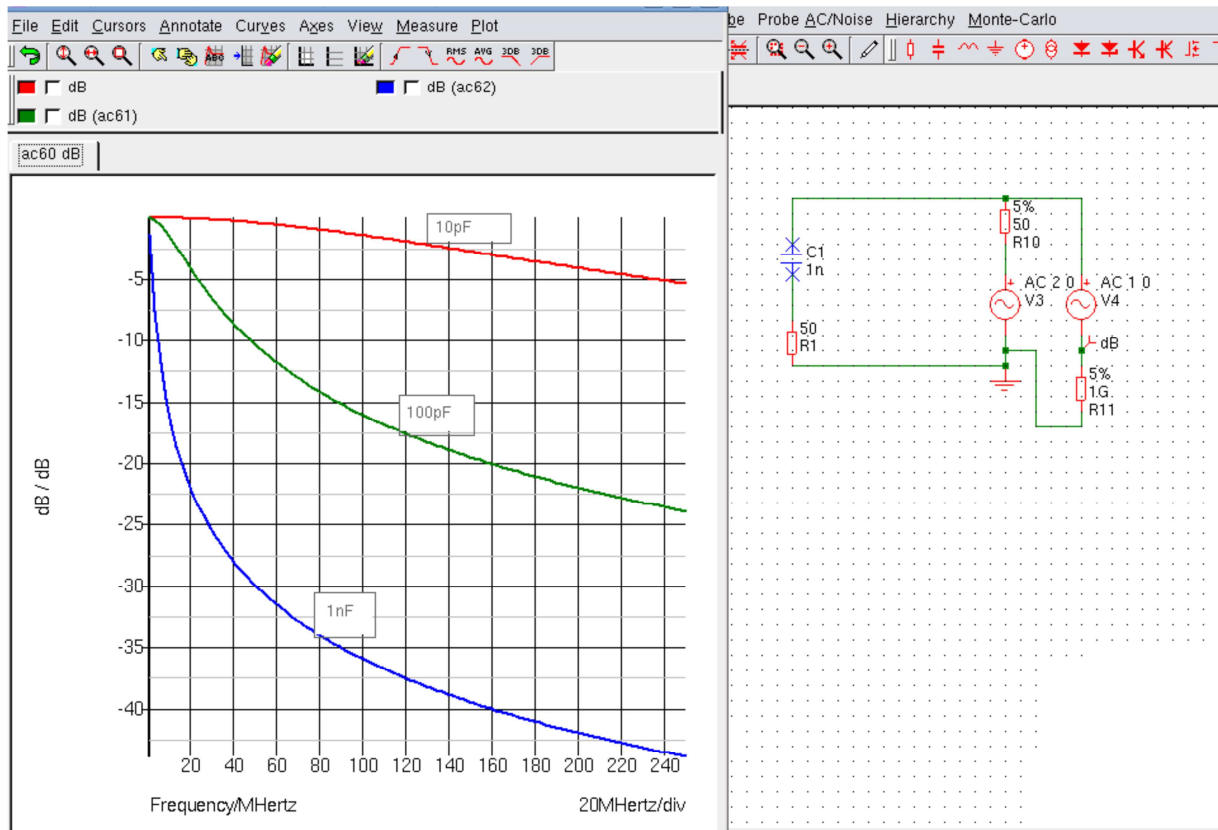 File Edit Cursors Annotate Curves Axes View Measure Plot
ABC RMS AVG 3DB 3DB
dB
dB (ac62)
dB (ac61)
ac60 dB
dB / dB
-5
-10
-15
-20
-25
-30
-35
-40
10pF
100pF
1nF
20 40 60 80 100 120 140 160 180 200 220 240
Frequency/MHertz
20MHertz/div
Probe AC/Noise Hierarchy Monte-Carlo
C1
1n
50
R1
5%
50
R10
AC 2 0
V3
AC 1 0
V4
dB
5%
1G
R11